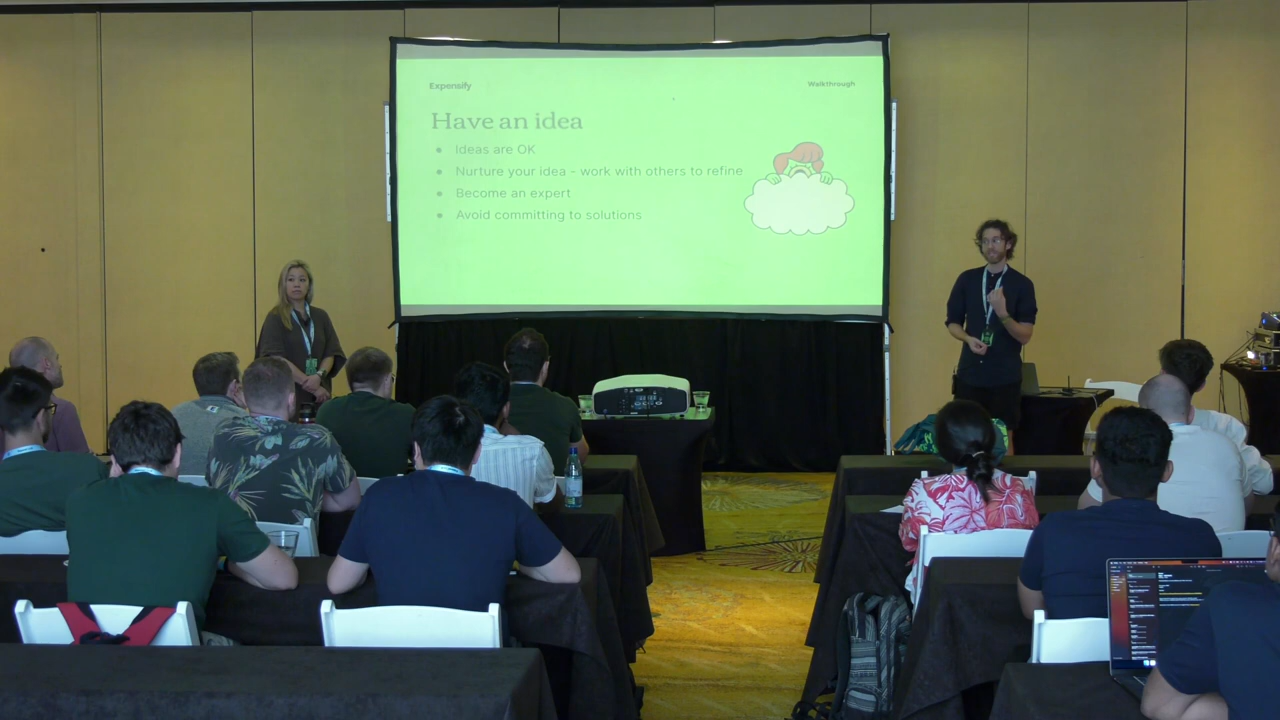 Expensify
Walkthrough
Have an idea
● Ideas are OK
● Nurture your idea - work with others to refine
● Become an expert
● Avoid committing to solutions